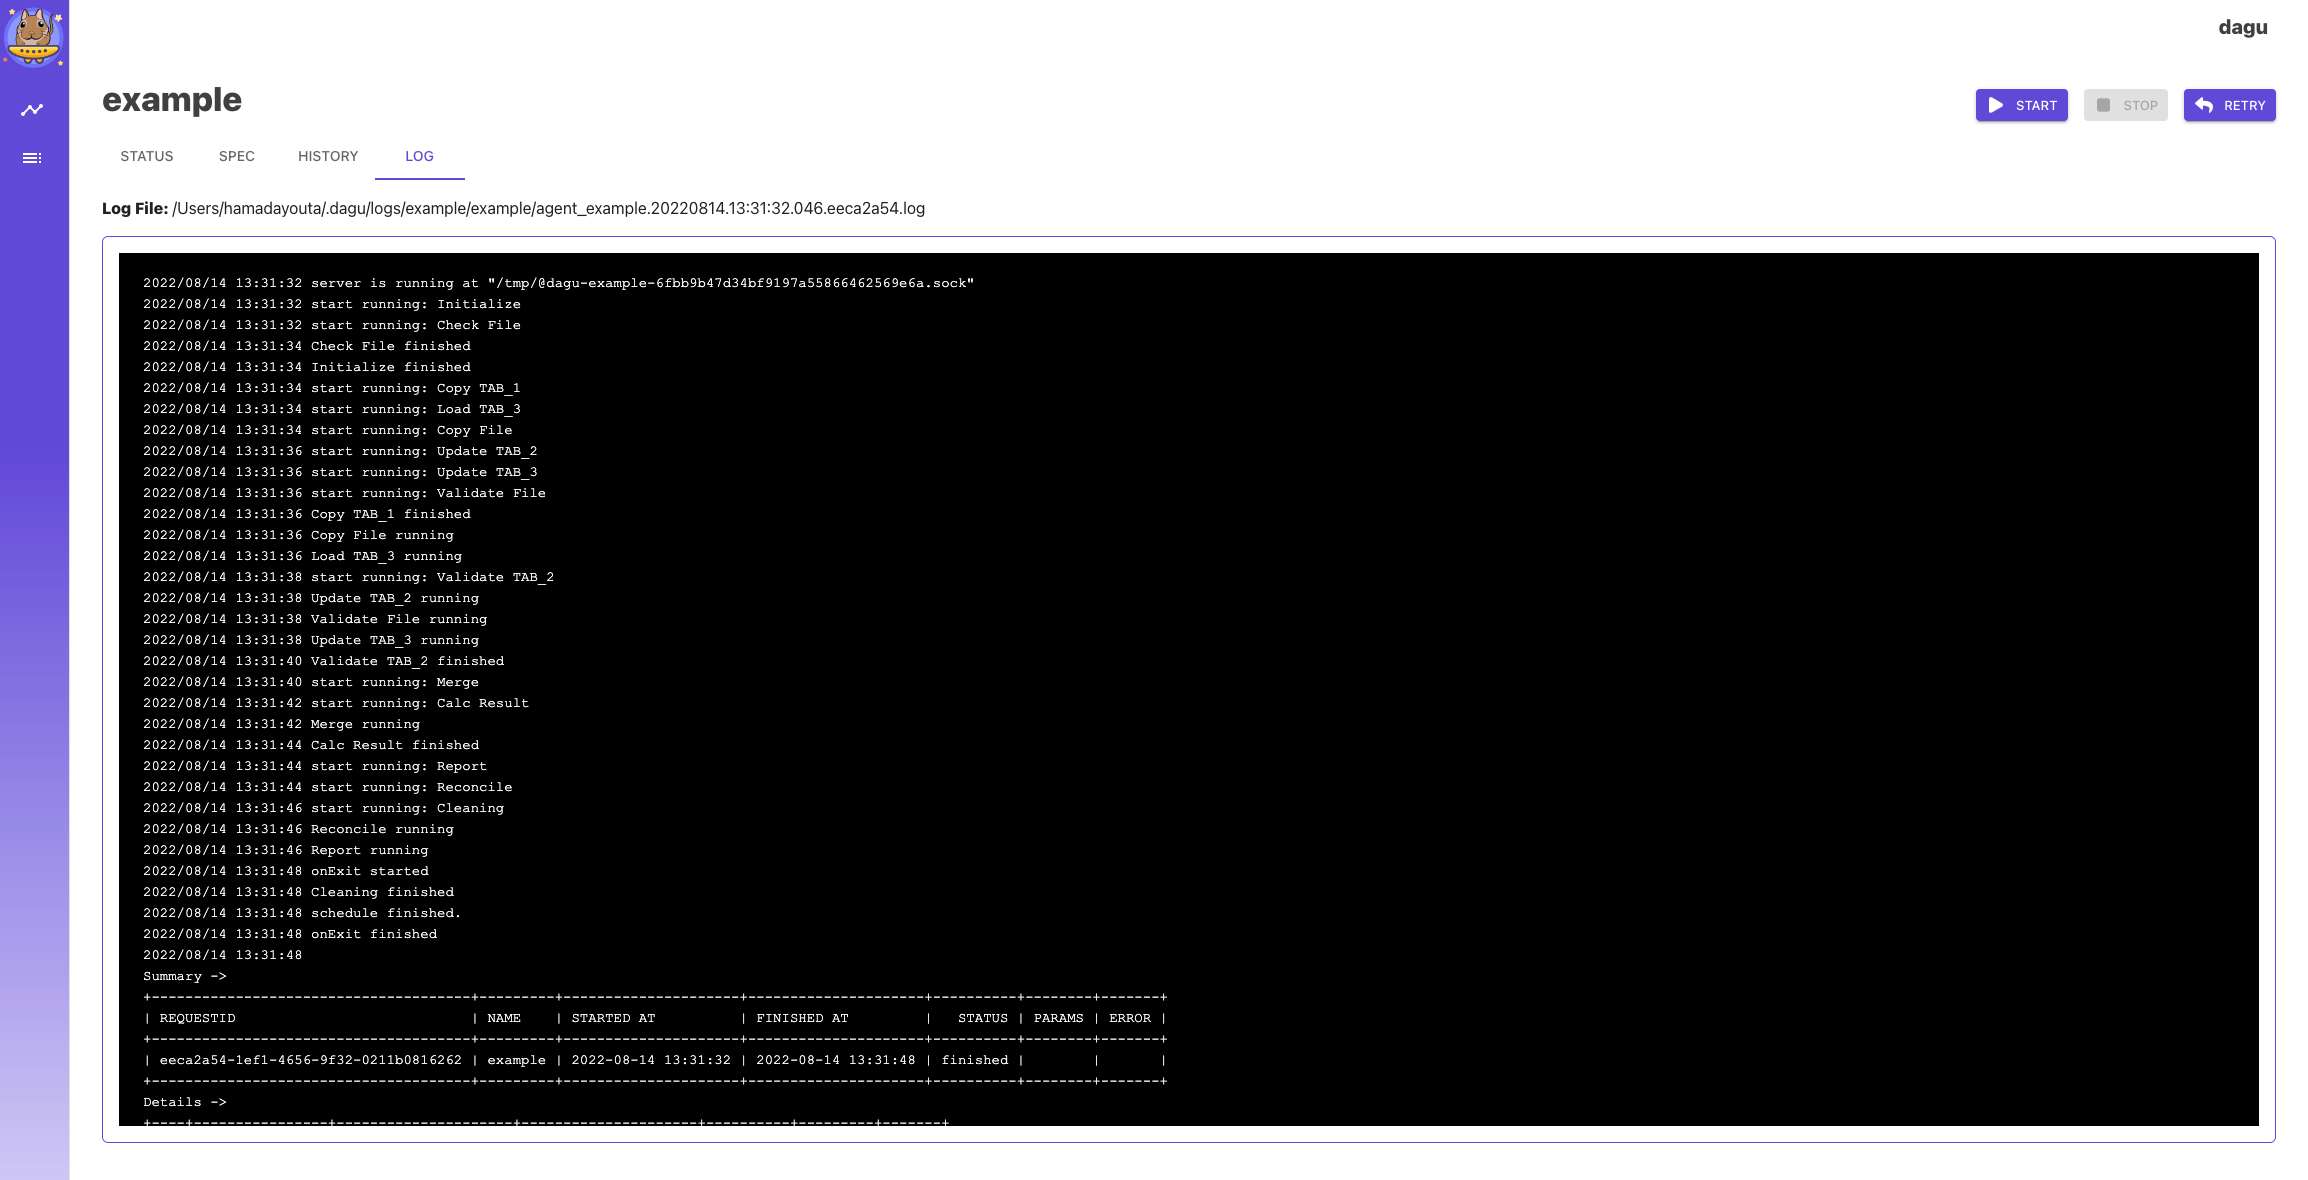 dagu
example
START
STOP
RETRY
STATUS
SPEC
HISTORY
LOG
Log File: /Users/hamadayouta/.dagu/logs/example/example/agent_example.20220814.13:31:32.046.eeca2a54.log
2022/08/14 13:31:32 server is running at "/tmp/@dagu-example-6fbb9b47d34bf9197a55866462569e6a.sock"
2022/08/14 13:31:32 start running: Initialize
2022/08/14 13:31:32 start running: Check File
2022/08/14 13:31:34 Check File finished
2022/08/14 13:31:34 Initialize finished
2022/08/14 13:31:34 start running: Copy TAB_1
2022/08/14 13:31:34 start running: Load TAB_3
2022/08/14 13:31:34 start running: Copy File
2022/08/14 13:31:36 start running: Update TAB_2
2022/08/14 13:31:36 start running: Update TAB_3
2022/08/14 13:31:36 start running: Validate File
2022/08/14 13:31:36 Copy TAB_1 finished
2022/08/14 13:31:36 Copy File running
2022/08/14 13:31:36 Load TAB_3 running
2022/08/14 13:31:38 start running: Validate TAB_2
2022/08/14 13:31:38 Update TAB_2 running
2022/08/14 13:31:38 Validate File running
2022/08/14 13:31:38 Update TAB_3 running
2022/08/14 13:31:40 Validate TAB_2 finished
2022/08/14 13:31:40 start running: Merge
2022/08/14 13:31:42 start running: Calc Result
2022/08/14 13:31:42 Merge running
2022/08/14 13:31:44 Calc Result finished
2022/08/14 13:31:44 start running: Report
2022/08/14 13:31:44 start running: Reconcile
2022/08/14 13:31:46 start running: Cleaning
2022/08/14 13:31:46 Reconcile running
2022/08/14 13:31:46 Report running
2022/08/14 13:31:48 onExit started
2022/08/14 13:31:48 Cleaning finished
2022/08/14 13:31:48 schedule finished.
2022/08/14 13:31:48 onExit finished
2022/08/14 13:31:48
Summary ->
+--------------------------------------+---------+---------------------+---------------------+----------+--------+-------+
| REQUESTID                            | NAME    | STARTED AT          | FINISHED AT         |   STATUS | PARAMS | ERROR |
+--------------------------------------+---------+---------------------+---------------------+----------+--------+-------+
| eeca2a54-1ef1-4656-9f32-0211b0816262 | example | 2022-08-14 13:31:32 | 2022-08-14 13:31:48 | finished |        |       |
+--------------------------------------+---------+---------------------+---------------------+----------+--------+-------+
Details ->
+----+----------------+---------------------+---------------------+----------+---------+-------+